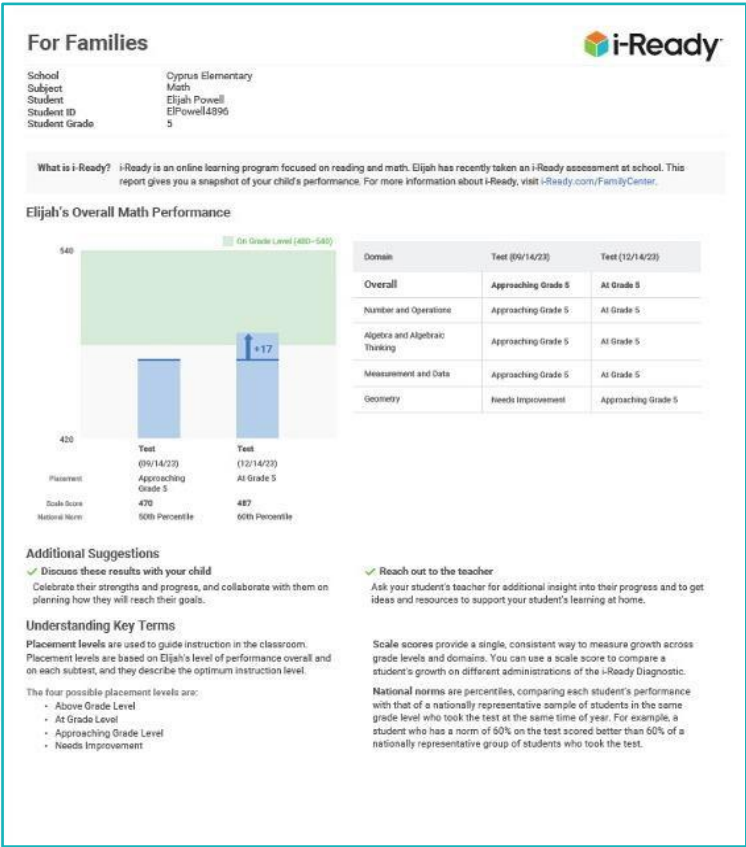 For Families
i-Ready
School Cyprus Elementary
Subject Math
Student Elijah Powell
Student ID ElPowell4896
Student Grade 5
What is i-Ready? i-Ready is an online learning program focused on reading and math. Elijah has recently taken an i-Ready assessment at school. This
report gives you a snapshot of your child's performance. For more information about i-Ready, visit i-Ready.com/FamilyCenter.
Elijah's Overall Math Performance
On Grade Level (480–540)
540
+17
420
Test Test
(09/14/23) (12/14/23)
Placement Approaching At Grade 5
Grade 5
Scale Score 470 487
National Norm 50th Percentile 60th Percentile
Domain Test (09/14/23) Test (12/14/23)
Overall Approaching Grade 5 At Grade 5
Number and Operations Approaching Grade 5 At Grade 5
Algebra and Algebraic
Thinking Approaching Grade 5 At Grade 5
Measurement and Data Approaching Grade 5 At Grade 5
Geometry Needs Improvement Approaching Grade 5
Additional Suggestions
✓ Discuss these results with your child
Celebrate their strengths and progress, and collaborate with them on
planning how they will reach their goals.
✓ Reach out to the teacher
Ask your student's teacher for additional insight into their progress and to get
ideas and resources to support your student's learning at home.
Understanding Key Terms
Placement levels are used to guide instruction in the classroom.
Placement levels are based on Elijah's level of performance overall and
on each subtest, and they describe the optimum instruction level.
The four possible placement levels are:
• Above Grade Level
• At Grade Level
• Approaching Grade Level
• Needs Improvement
Scale scores provide a single, consistent way to measure growth across
grade levels and domains. You can use a scale score to compare a
student's growth on different administrations of the i-Ready Diagnostic.
National norms are percentiles, comparing each student's performance
with that of a nationally representative sample of students in the same
grade level who took the test at the same time of year. For example, a
student who has a norm of 60% on the test scored better than 60% of a
nationally representative group of students who took the test.